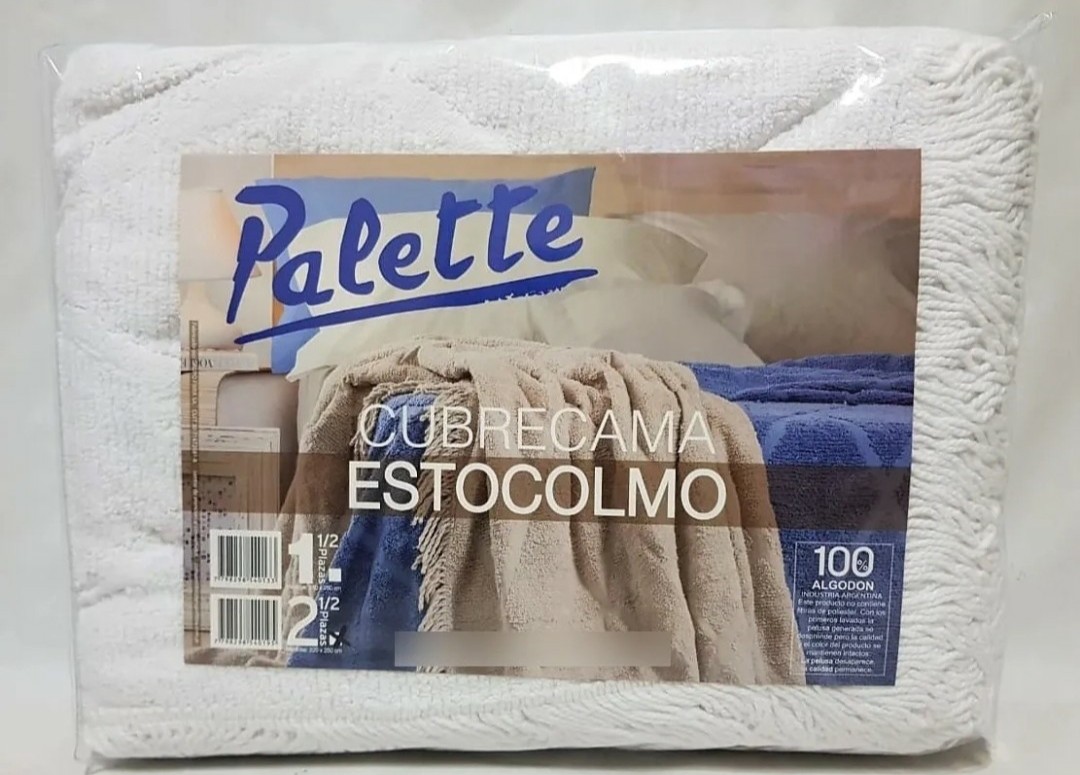 Palette
CUBRECAMA
ESTOCOLMO
1. 1/2
Plazas
2 1/2
Plazas
100%
ALGODON
INDUSTRIA ARGENTINA
Este producto no contiene
fibras de poliester. Con los
primeros lavados la
pelusa generada se
desprende pero la calidad
y el color del producto se
mantienen intactos.
La pelusa desaparece,
la calidad permanece.